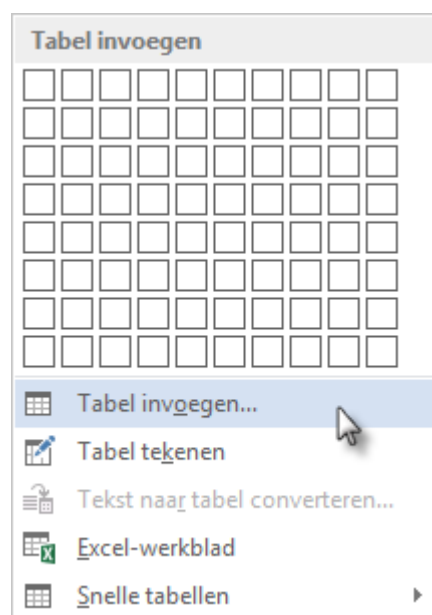 Tabel invoegen
Tabel invoegen...
Tabel tekenen
Tekst naar tabel converteren...
Excel-werkblad
Snelle tabellen